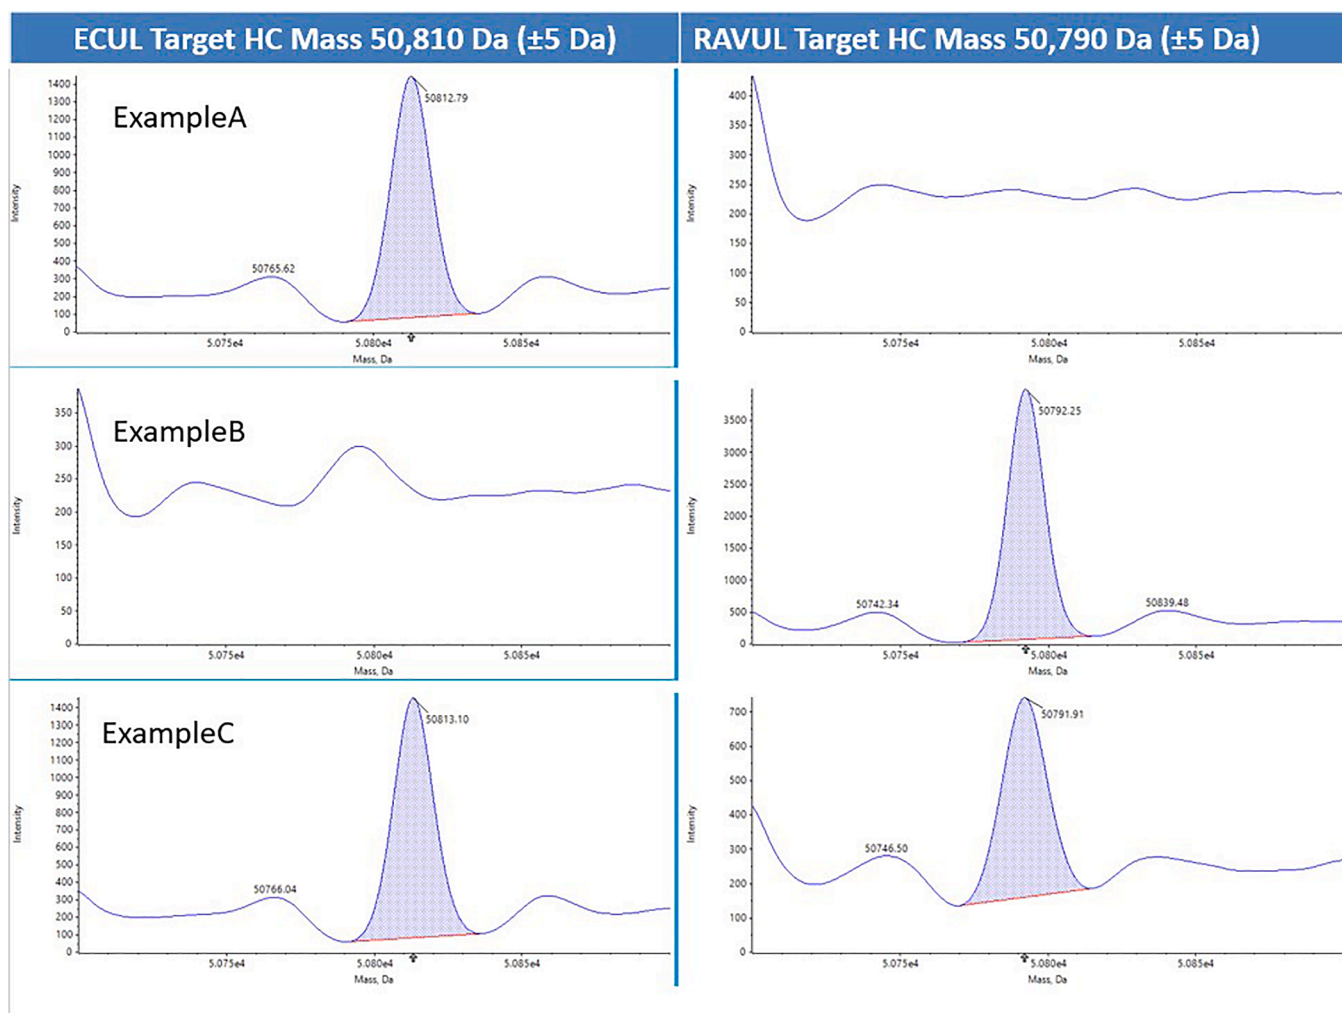 ECUL Target HC Mass 50,810 Da (±5 Da)
RAVUL Target HC Mass 50,790 Da (±5 Da)
ExampleA
Intensity
1400
1300
1200
1100
1000
900
800
700
600
500
400
300
200
100
0
50765.62
50812.79
5.075e4
5.080e4
5.085e4
Mass, Da
Intensity
400
350
300
250
200
150
100
50
0
5.075e4
5.080e4
5.085e4
Mass, Da
ExampleB
Intensity
350
300
250
200
150
100
50
0
5.075e4
5.080e4
5.085e4
Mass, Da
Intensity
3500
3000
2500
2000
1500
1000
500
0
50742.34
50792.25
50839.48
5.075e4
5.080e4
5.085e4
Mass, Da
ExampleC
Intensity
1400
1300
1200
1100
1000
900
800
700
600
500
400
300
200
100
0
50766.04
50813.10
5.075e4
5.080e4
5.085e4
Mass, Da
Intensity
700
600
500
400
300
200
100
0
50746.50
50791.91
5.075e4
5.080e4
5.085e4
Mass, Da